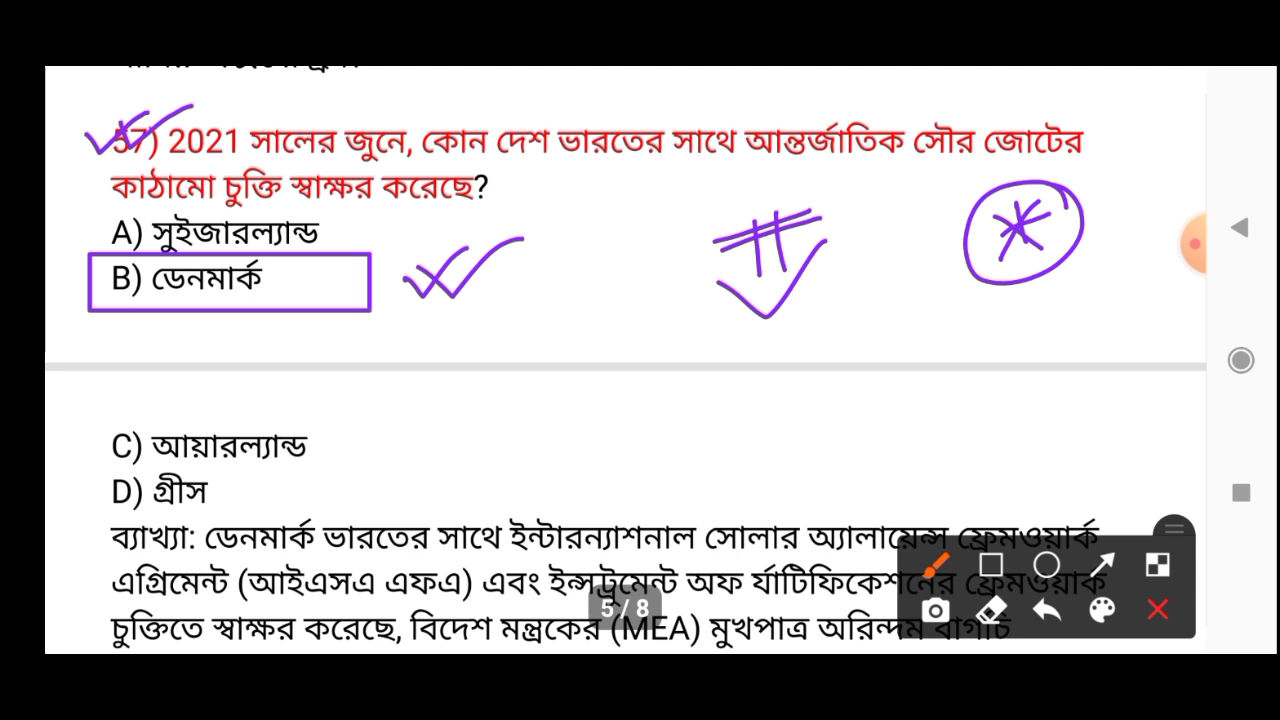 57) 2021 সালের জুনে, কোন দেশ ভারতের সাথে আন্তর্জাতিক সৌর জোটের
কাঠামো চুক্তি স্বাক্ষর করেছে?
A) সুইজারল্যান্ড
B) ডেনমার্ক
C) আয়ারল্যান্ড
D) গ্রীস
ব্যাখ্যা: ডেনমার্ক ভারতের সাথে ইন্টারন্যাশনাল সোলার অ্যালায়েন্স ফ্রেমওয়ার্ক
এগ্রিমেন্ট (আইএসএ এফএ) এবং ইন্সট্রুমেন্ট অফ র্যাটিফিকেশনের ফ্রেমওয়ার্ক
চুক্তিতে স্বাক্ষর করেছে, বিদেশ মন্ত্রকের (MEA) মুখপাত্র অরিন্দম বাগচি
5 / 8